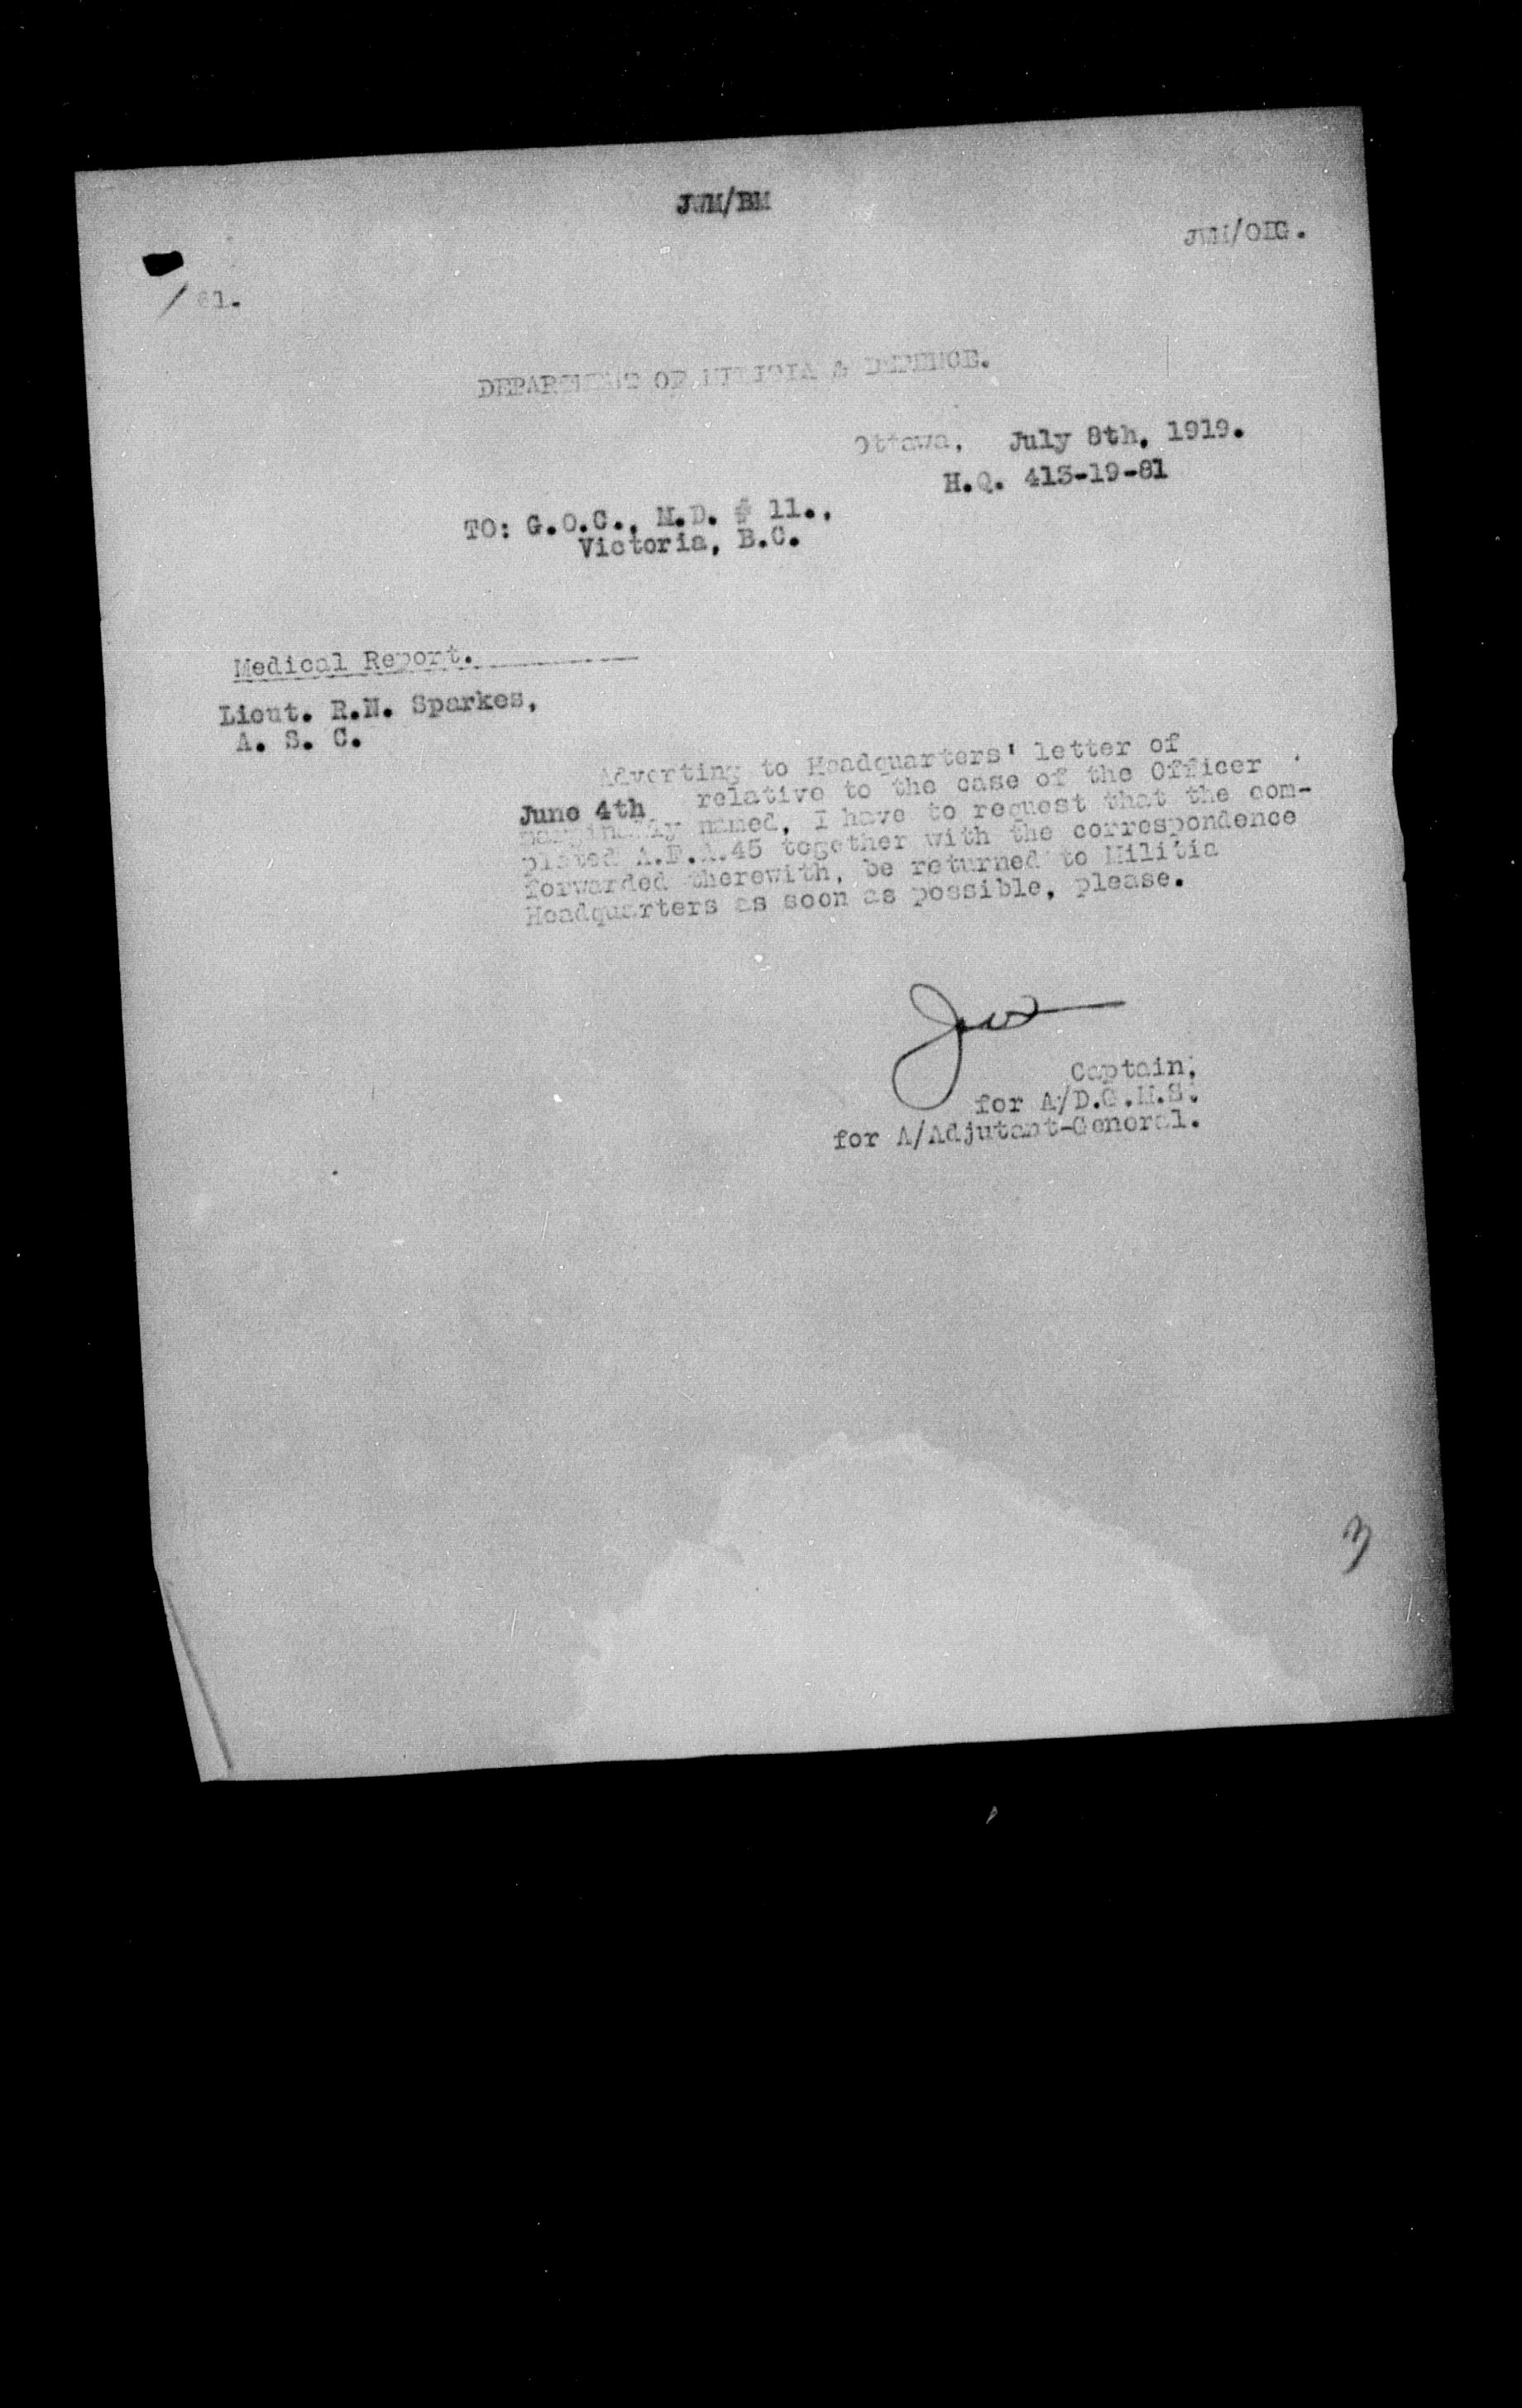 JWM/BM
JWM/OIG.
/ 61.
DEPARTMENT OF MILITIA & DEFENCE.
Ottawa, July 8th, 1919.
H.Q. 413-19-81
TO: G.O.C., M.D. # 11.,
Victoria, B.C.
Medical Report.
Lieut. R.N. Sparkes,
A. S. C.
Adverting to Headquarters' letter of
June 4th relative to the case of the Officer
marginally named, I have to request that the com-
pleted A.F.A.45 together with the correspondence
forwarded therewith, be returned to Militia
Headquarters as soon as possible, please.
Captain,
for A/D.G.M.S.
for A/Adjutant-General.